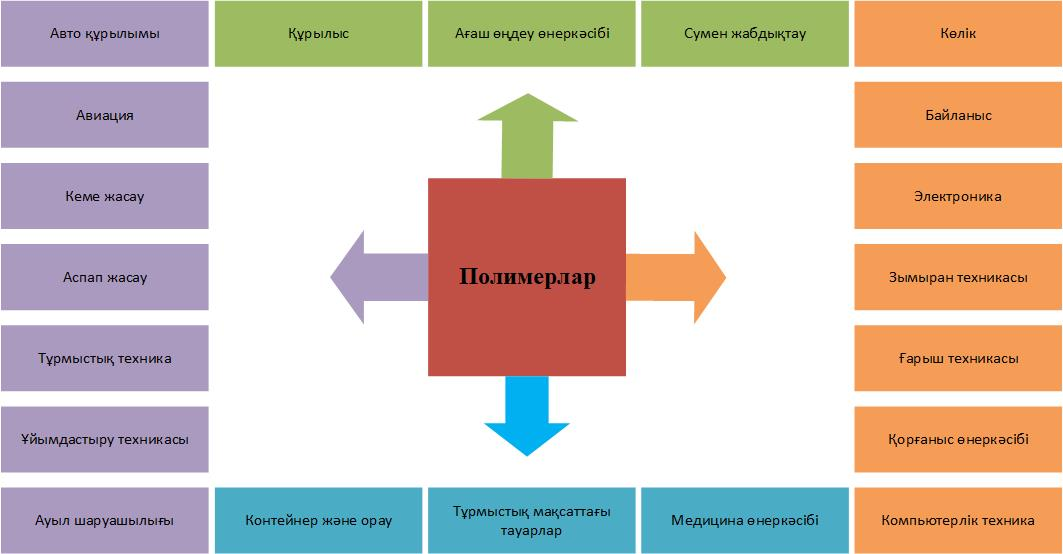 Авто құрылымы
Құрылыс
Ағаш өңдеу өнеркәсібі
Сумен жабдықтау
Көлік
Авиация
Байланыс
Кеме жасау
Электроника
Аспап жасау
Полимерлар
Зымыран техникасы
Тұрмыстық техника
Ғарыш техникасы
Ұйымдастыру техникасы
Қорғаныс өнеркәсібі
Ауыл шаруашылығы
Контейнер және орау
Тұрмыстық мақсаттағы
тауарлар
Медицина өнеркәсібі
Компьютерлік техника